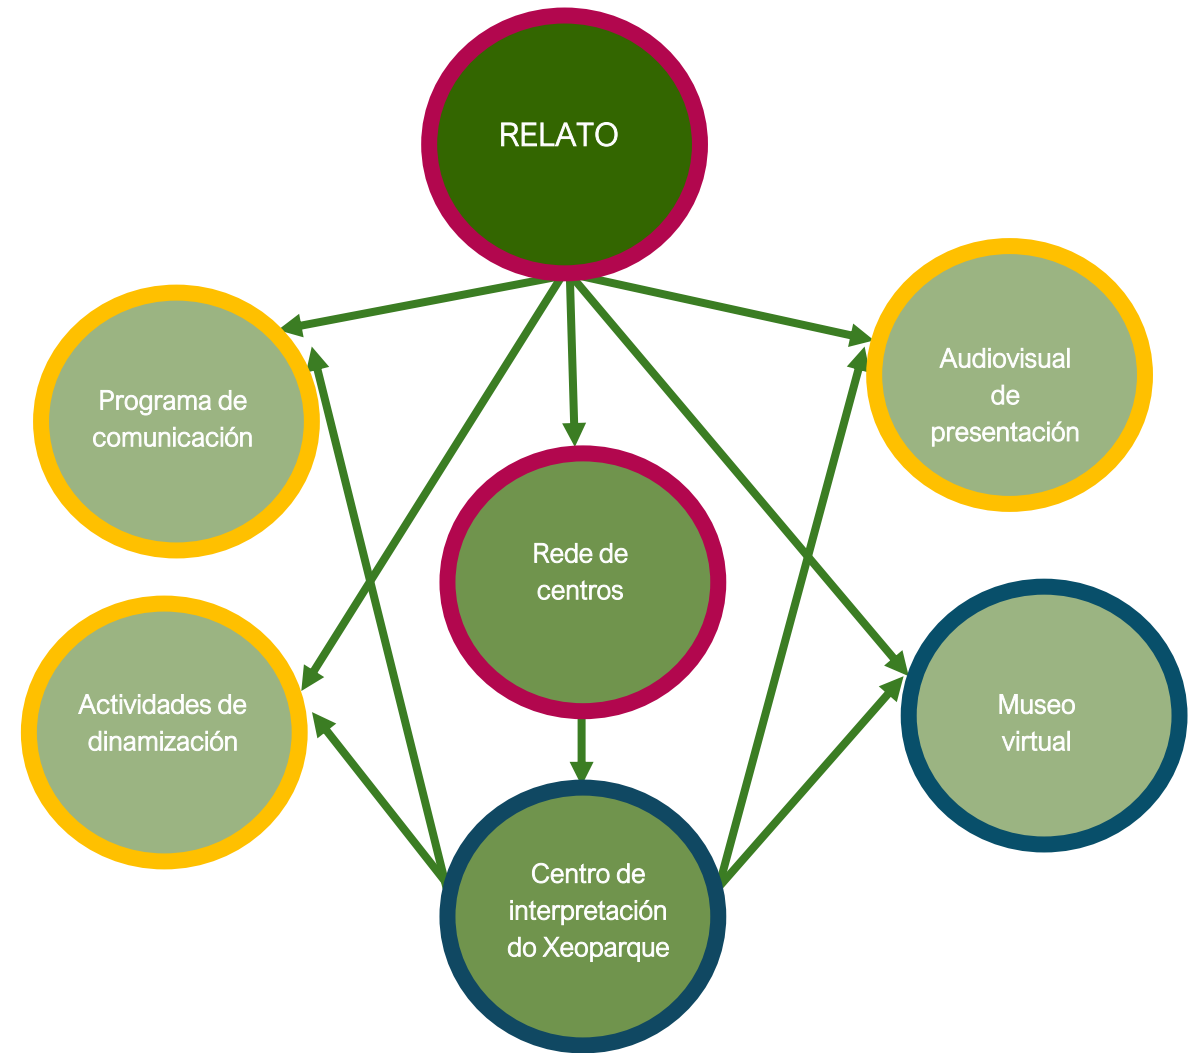 RELATO
Programa de
comunicación
Audiovisual
de
presentación
Rede de
centros
Actividades de
dinamización
Museo
virtual
Centro de
interpretación
do Xeoparque